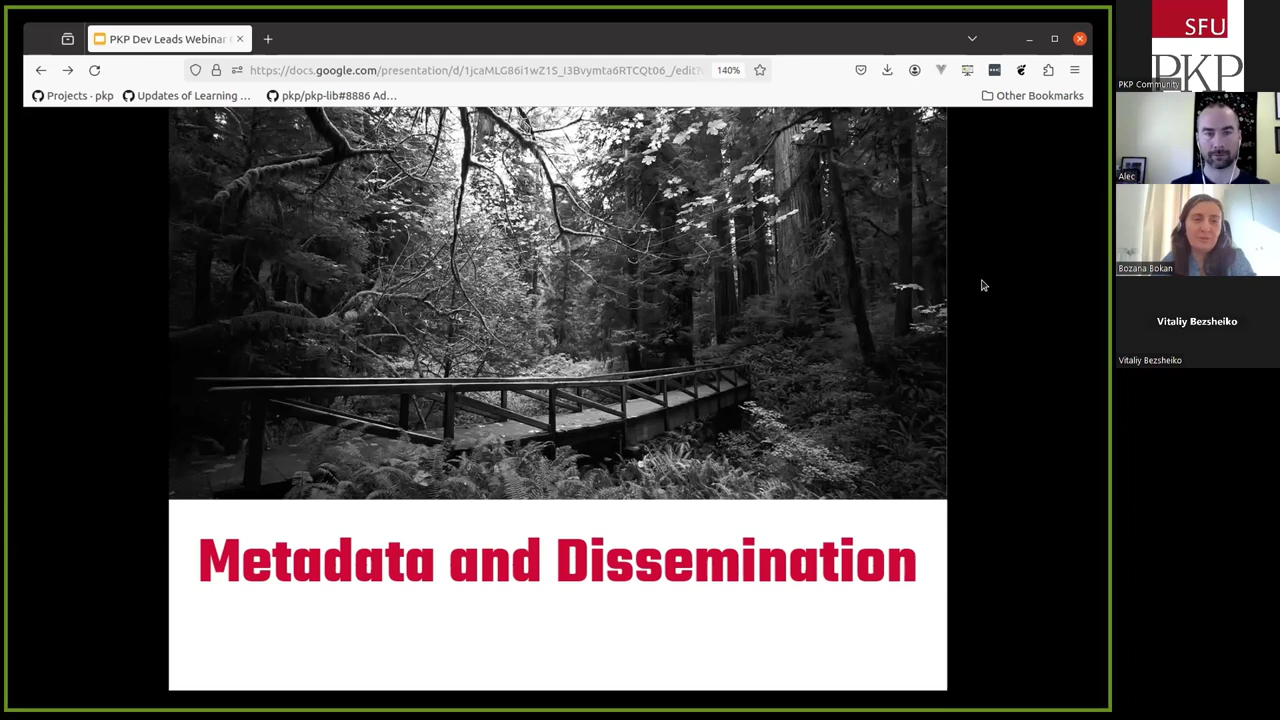 PKP Dev Leads Webinar
https://docs.google.com/presentation/d/1jcaMLG86i1wZ1S_I3Bvymta6RTCQt06_/edit?
140%
Projects · pkp
Updates of Learning ...
pkp/pkp-lib#8886 Ad...
Other Bookmarks
Metadata and Dissemination
SFU
PKP
PKP Community
Alec
Bozana Bokan
Vitaliy Bezsheiko
Vitaliy Bezsheiko